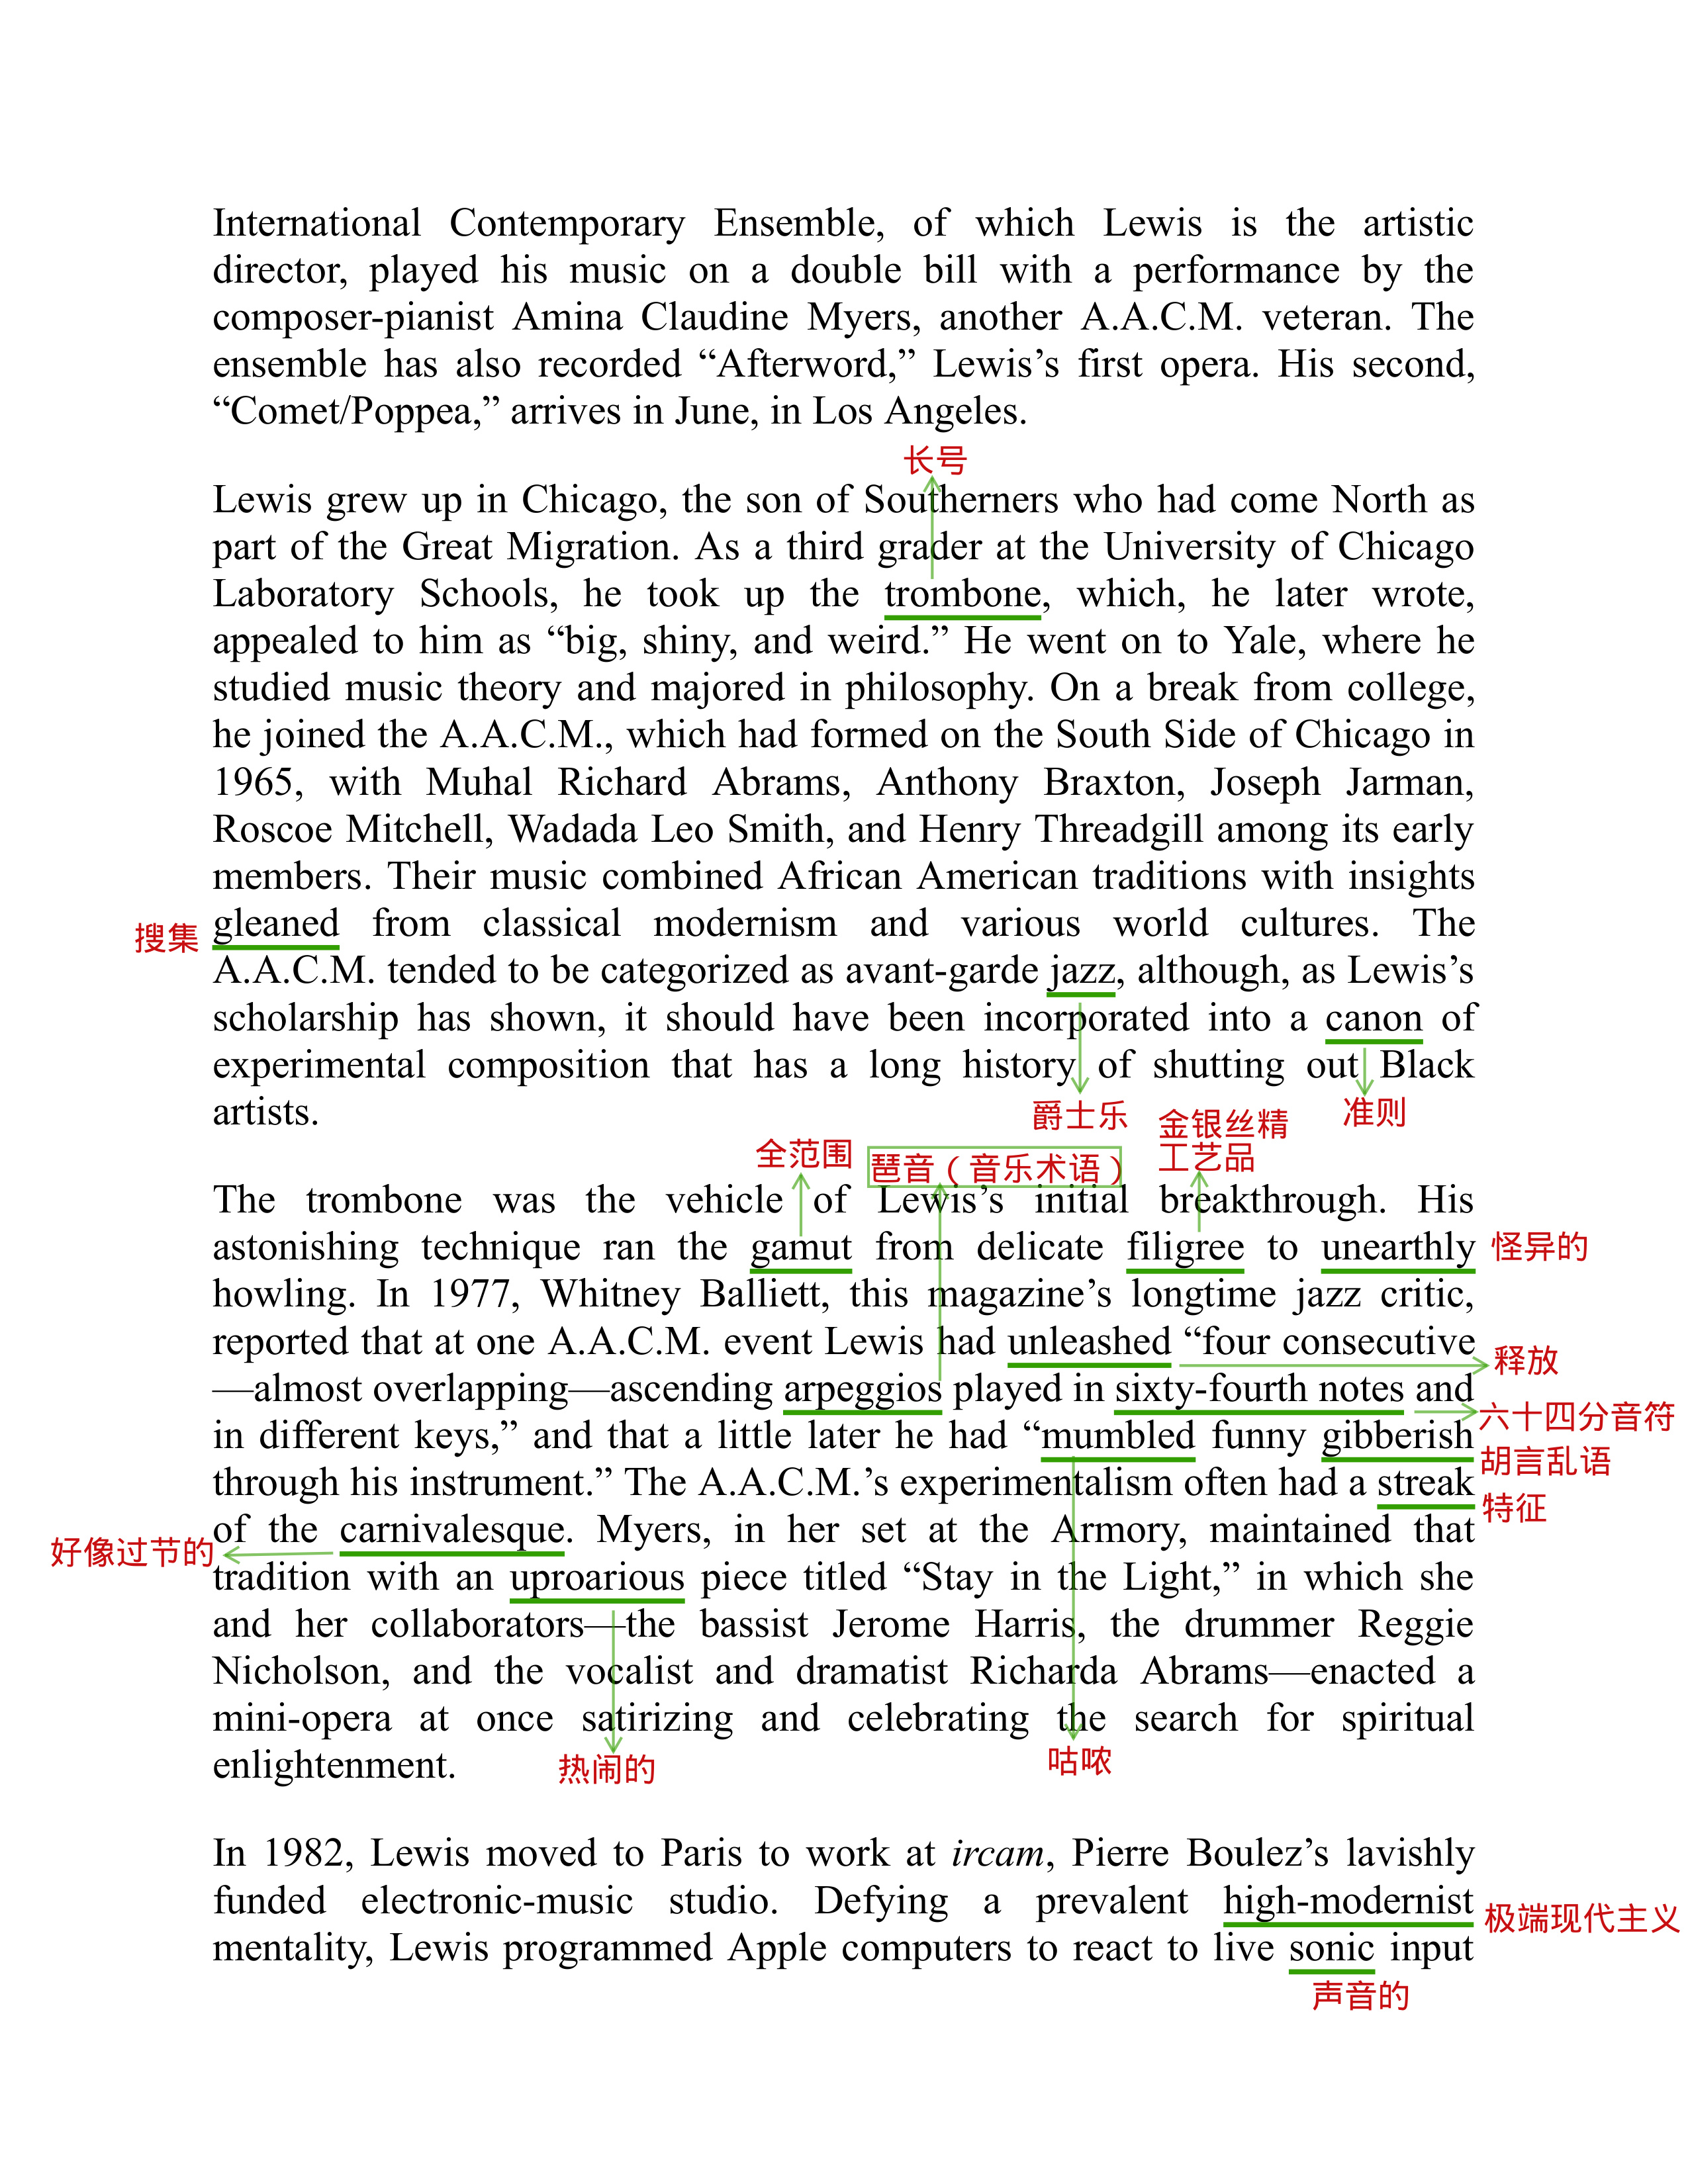 International Contemporary Ensemble, of which Lewis is the artistic
director, played his music on a double bill with a performance by the
composer-pianist Amina Claudine Myers, another A.A.C.M. veteran. The
ensemble has also recorded “Afterword,” Lewis’s first opera. His second,
“Comet/Poppea,” arrives in June, in Los Angeles.
长号
Lewis grew up in Chicago, the son of Southerners who had come North as
part of the Great Migration. As a third grader at the University of Chicago
Laboratory Schools, he took up the trombone, which, he later wrote,
appealed to him as “big, shiny, and weird.” He went on to Yale, where he
studied music theory and majored in philosophy. On a break from college,
he joined the A.A.C.M., which had formed on the South Side of Chicago in
1965, with Muhal Richard Abrams, Anthony Braxton, Joseph Jarman,
Roscoe Mitchell, Wadada Leo Smith, and Henry Threadgill among its early
members. Their music combined African American traditions with insights
搜集 gleaned from classical modernism and various world cultures. The
A.A.C.M. tended to be categorized as avant-garde jazz, although, as Lewis’s
scholarship has shown, it should have been incorporated into a canon of
experimental composition that has a long history of shutting out Black
artists.
爵士乐
准则
金银丝精
工艺品
全范围
琶音（音乐术语）
The trombone was the vehicle of Lewis’s initial breakthrough. His
astonishing technique ran the gamut from delicate filigree to unearthly 怪异的
howling. In 1977, Whitney Balliett, this magazine’s longtime jazz critic,
reported that at one A.A.C.M. event Lewis had unleashed “four consecutive
释放
—almost overlapping—ascending arpeggios played in sixty-fourth notes and
六十四分音符
in different keys,” and that a little later he had “mumbled funny gibberish
胡言乱语
through his instrument.” The A.A.C.M.’s experimentalism often had a streak
特征
of the carnivalesque. Myers, in her set at the Armory, maintained that
好像过节的
tradition with an uproarious piece titled “Stay in the Light,” in which she
and her collaborators—the bassist Jerome Harris, the drummer Reggie
Nicholson, and the vocalist and dramatist Richarda Abrams—enacted a
mini-opera at once satirizing and celebrating the search for spiritual
enlightenment.
热闹的
咕哝
In 1982, Lewis moved to Paris to work at ircam, Pierre Boulez’s lavishly
funded electronic-music studio. Defying a prevalent high-modernist
极端现代主义
mentality, Lewis programmed Apple computers to react to live sonic input
声音的